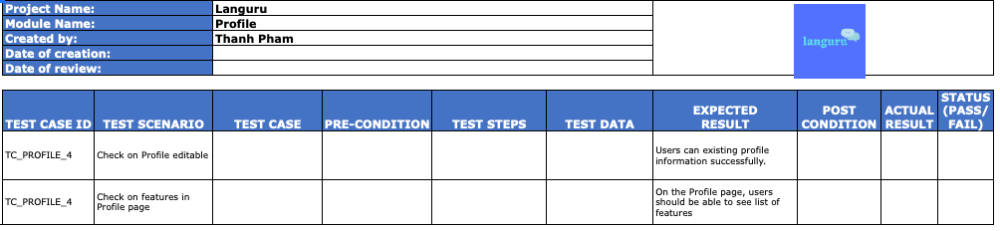 Project Name: Languru
Module Name: Profile
Created by: Thanh Pham
languru
Date of creation:
Date of review:
TEST CASE ID TEST SCENARIO TEST CASE PRE-CONDITION TEST STEPS TEST DATA EXPECTED RESULT POST CONDITION ACTUAL RESULT STATUS (PASS/ FAIL)
TC_PROFILE_4 Check on Profile editable Users can existing profile
information successfully.
TC_PROFILE_4 Check on features in
Profile page
On the Profile page, users
should be able to see list of
features